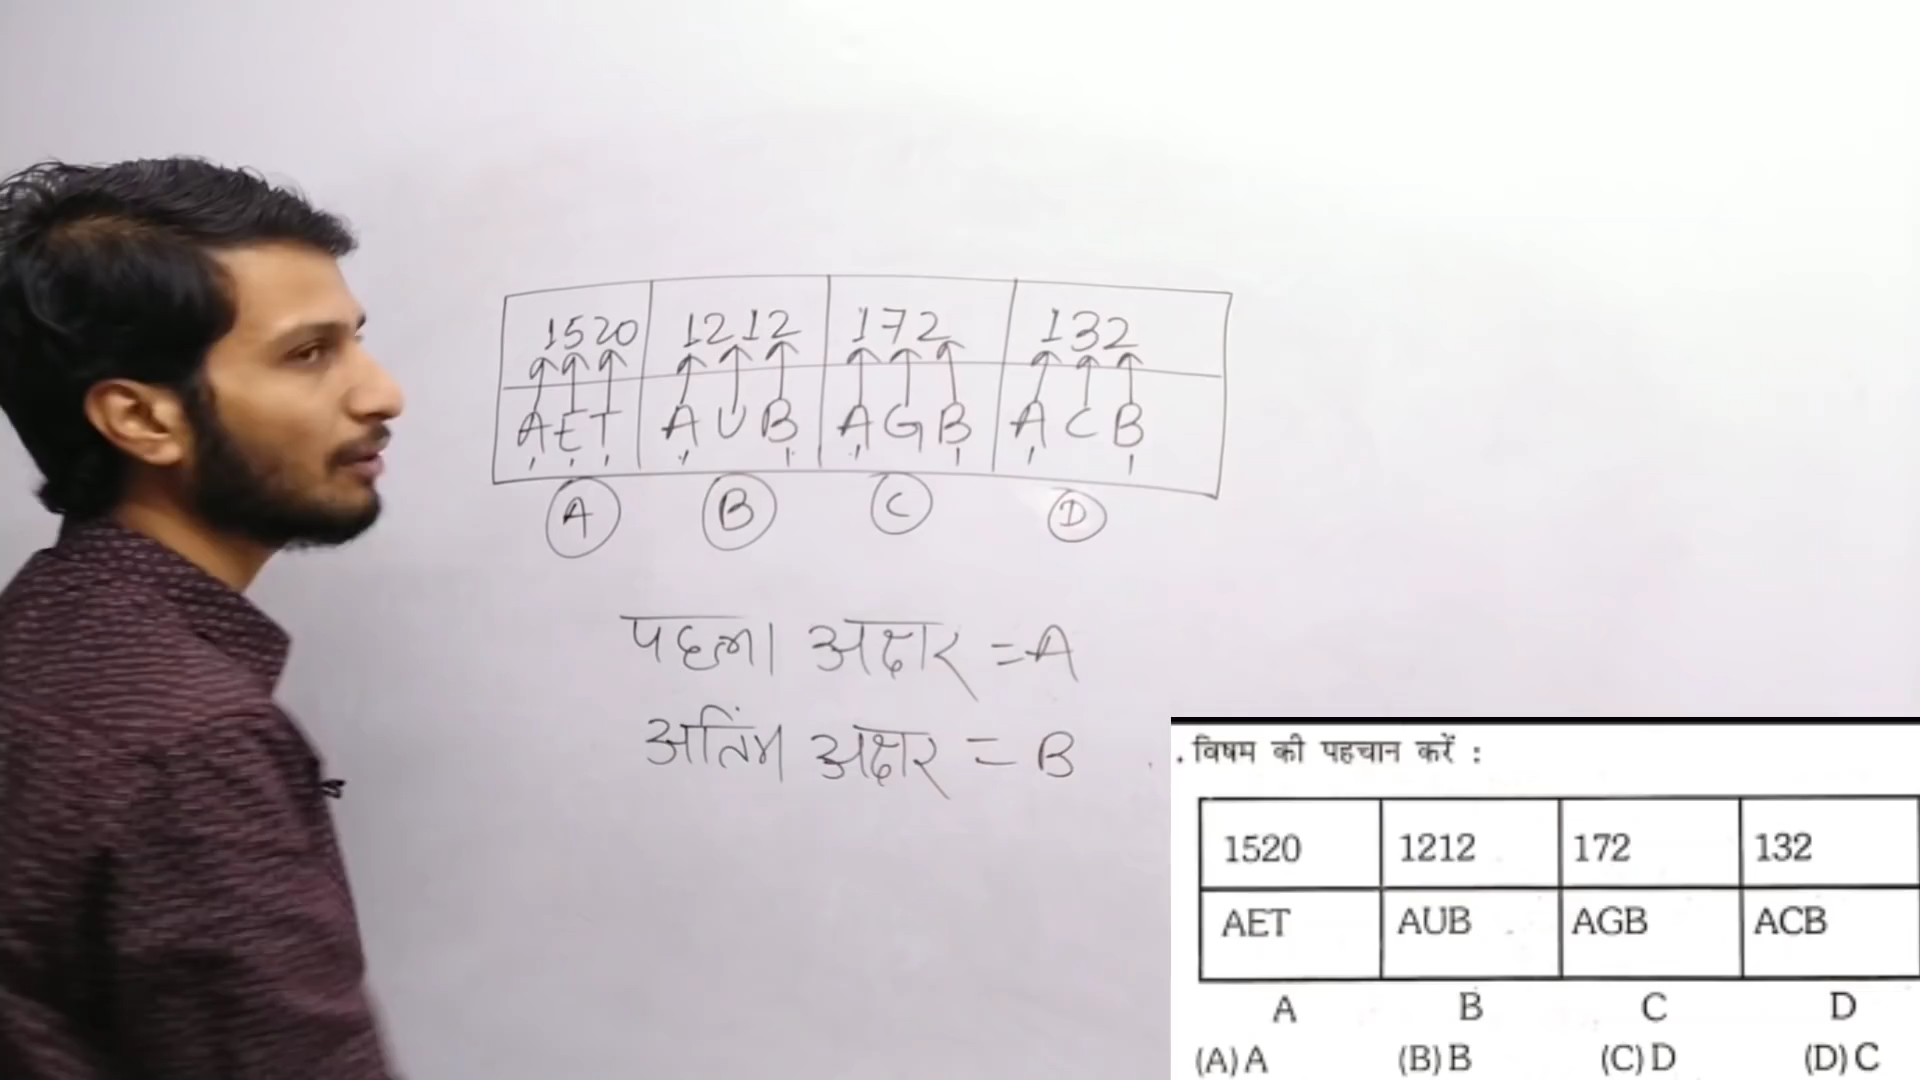 1520 1212 172 132
AET AUB AGB ACB
A B C D
पहला अक्षर = A
अतिंम अक्षर = B
. विषम की पहचान करें :
1520 1212 172 132
AET AUB AGB ACB
A B C D
(A) A (B) B (C) D (D) C